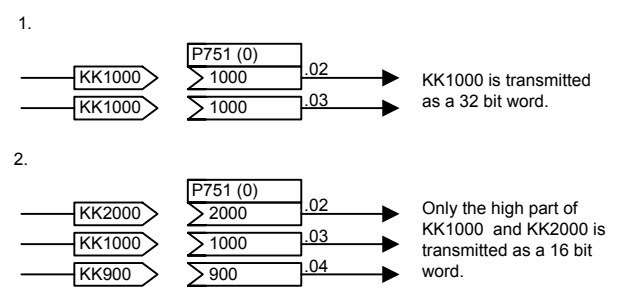 1.
P751 (0)
KK1000 1000 .02
KK1000 1000 .03
KK1000 is transmitted
as a 32 bit word.
2.
P751 (0)
KK2000 2000 .02
KK1000 1000 .03
KK900 900 .04
Only the high part of
KK1000 and KK2000 is
transmitted as a 16 bit
word.